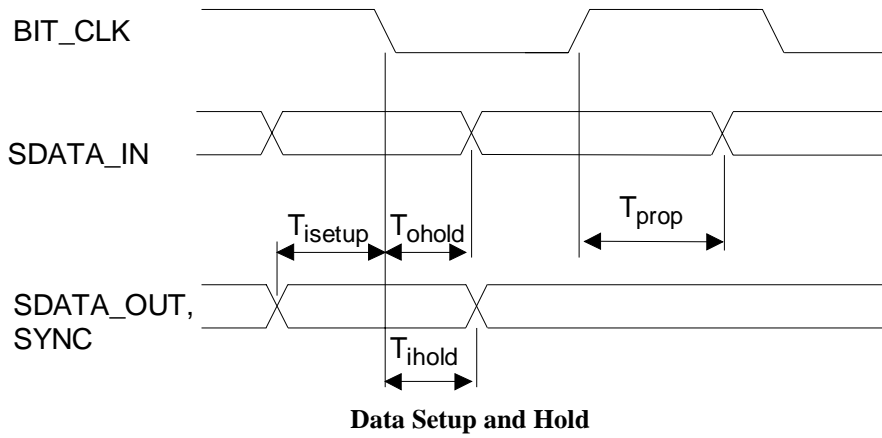 BIT_CLK
SDATA_IN
Tisetup
Tohold
Tprop
SDATA_OUT,
SYNC
Tihold
Data Setup and Hold